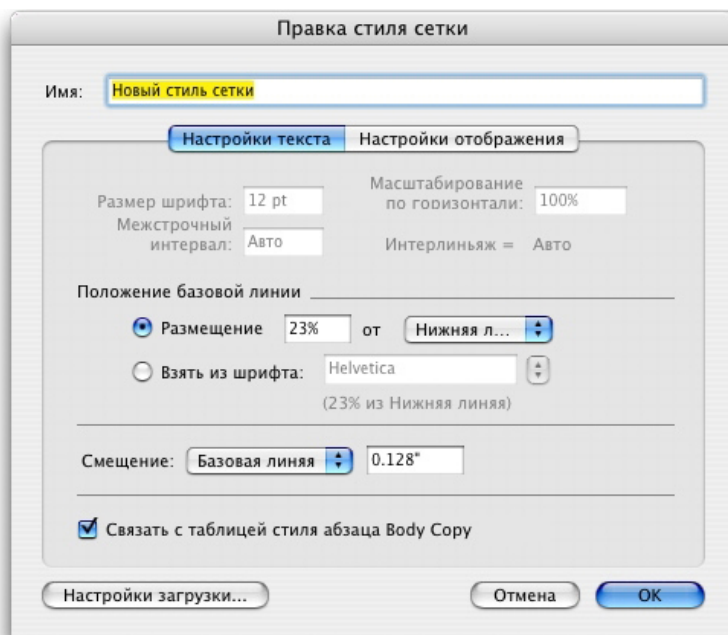 Правка стиля сетки
Имя: Новый стиль сетки
Настройки текста Настройки отображения
Размер шрифта: 12 pt
Масштабирование
по горизонтали: 100%
Межстрочный
интервал: Авто
Интерлиньяж = Авто
Положение базовой линии
Размещение 23% от Нижняя л...
Взять из шрифта: Helvetica
(23% из Нижняя линяя)
Смещение: Базовая линяя 0.128"
Связать с таблицей стиля абзаца Body Copy
Настройки загрузки... Отмена OK